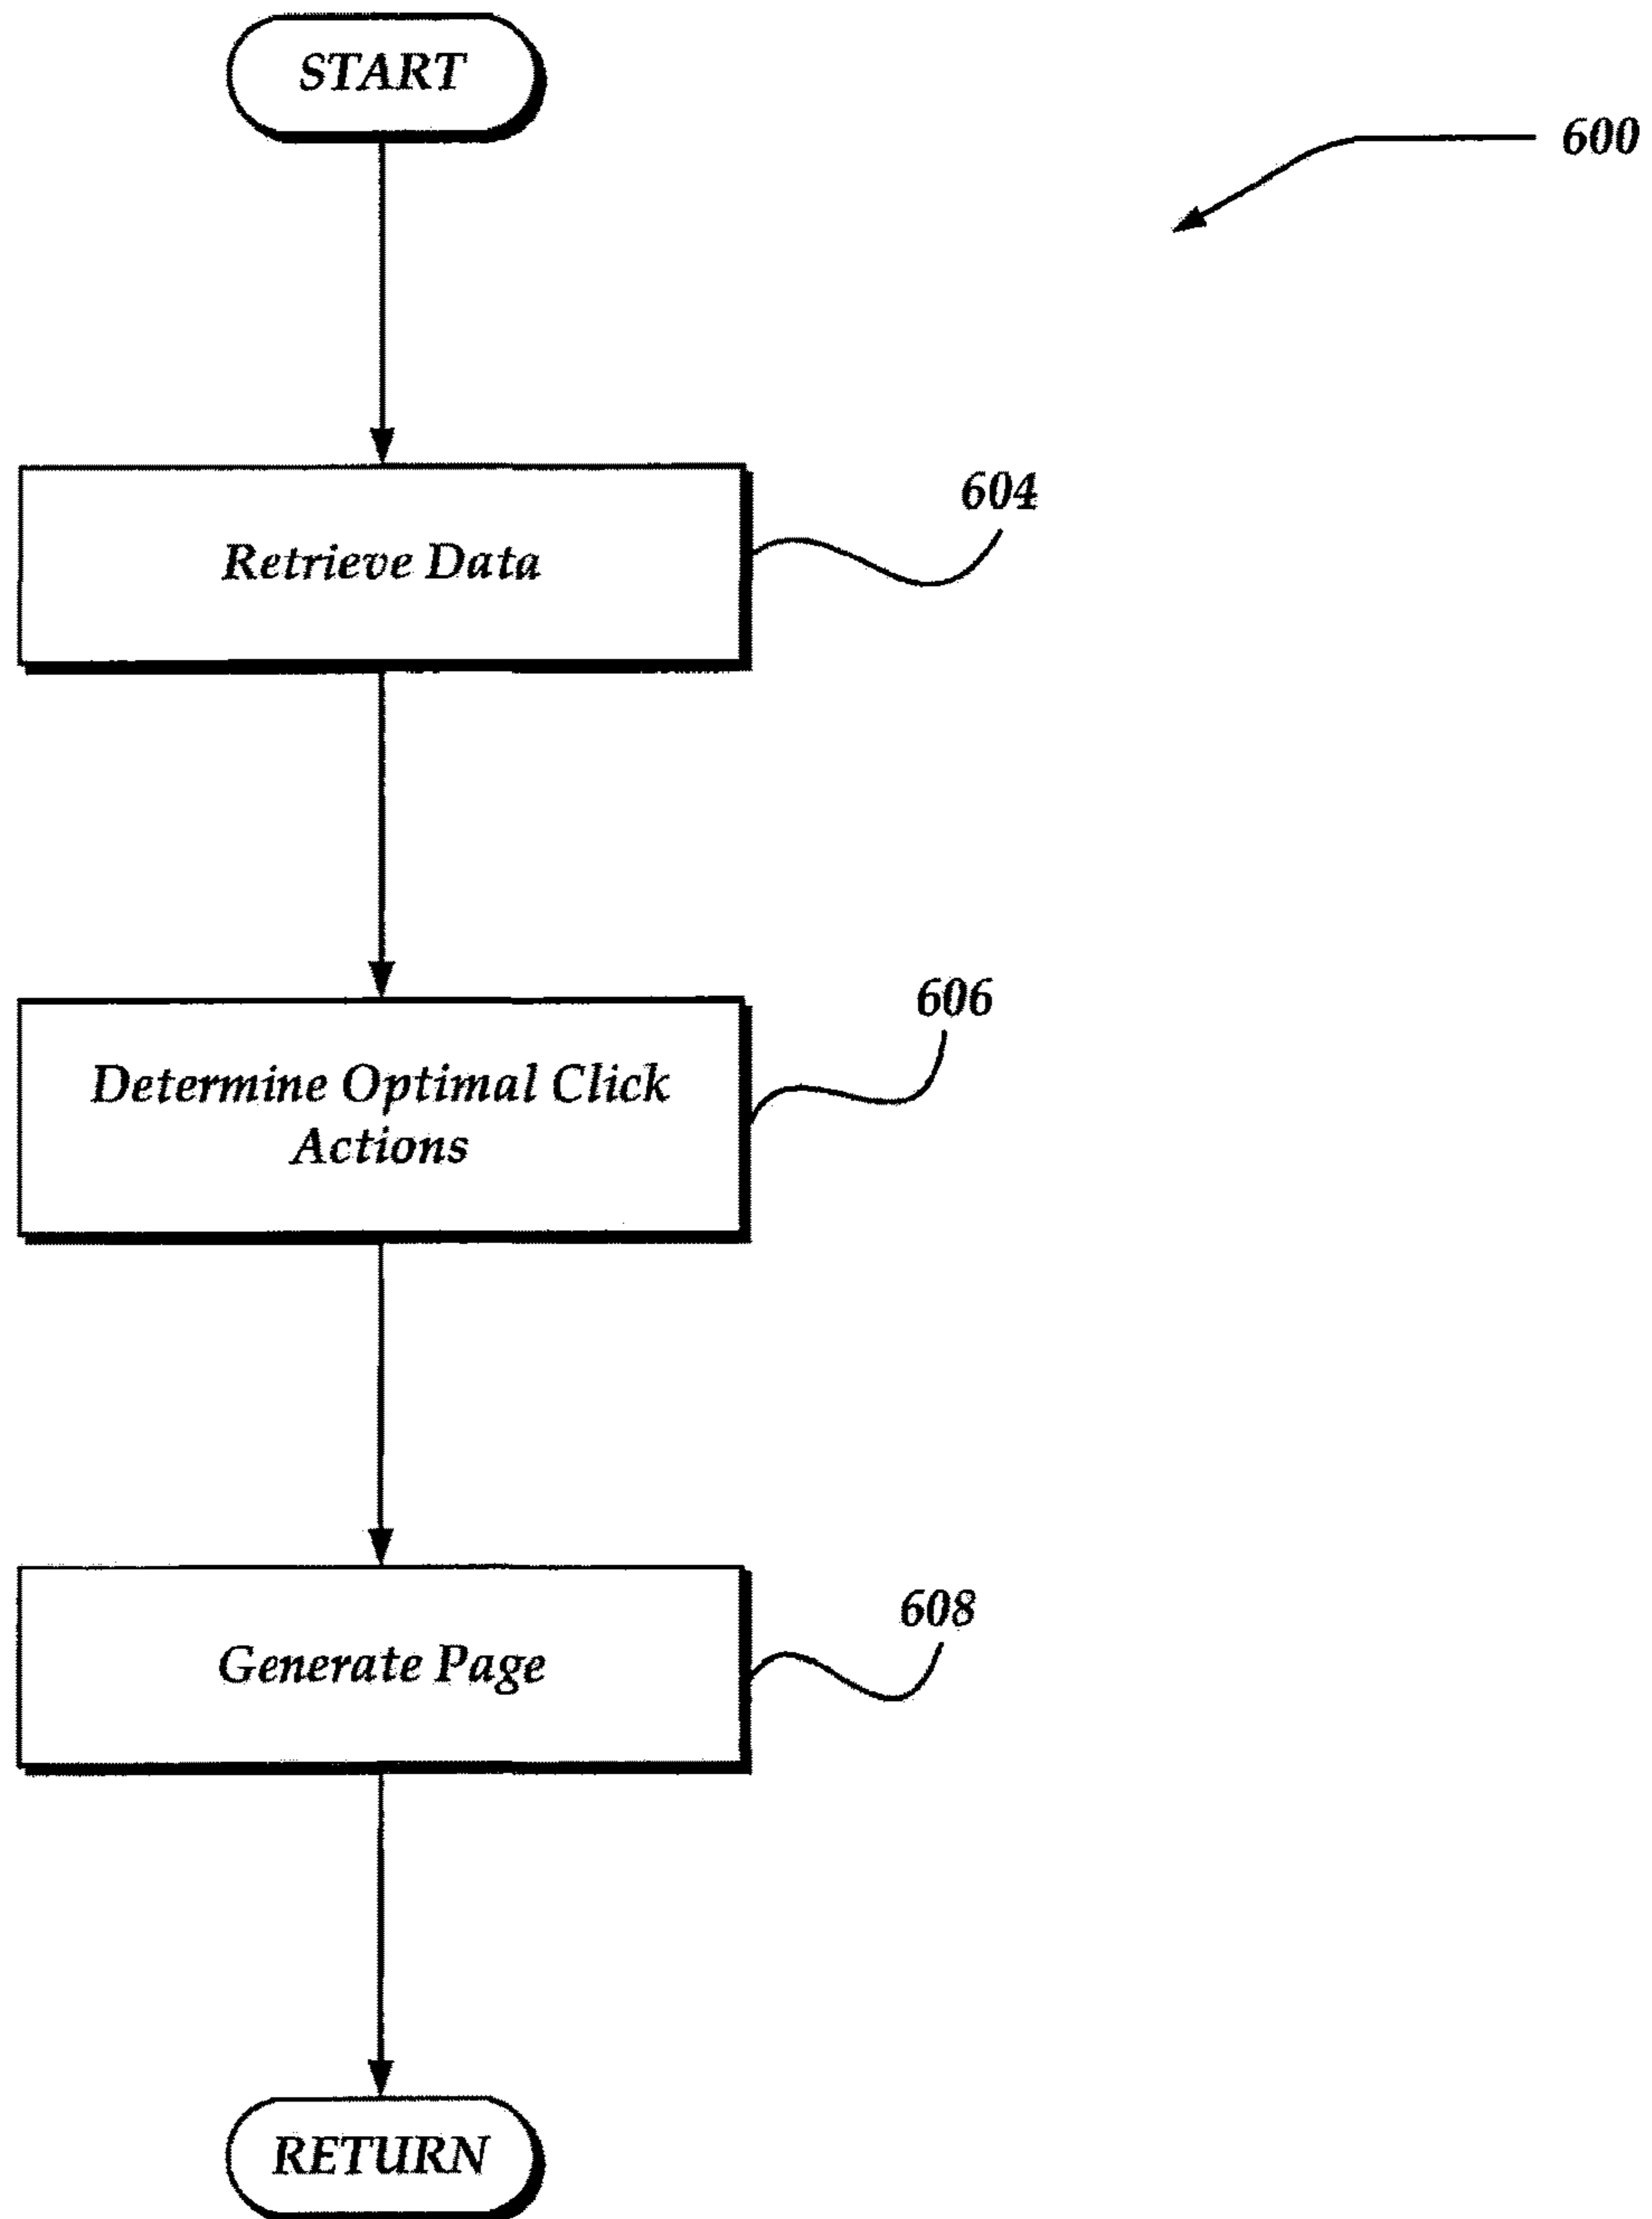 START
600
604
Retrieve Data
606
Determine Optimal Click
Actions
608
Generate Page
RETURN